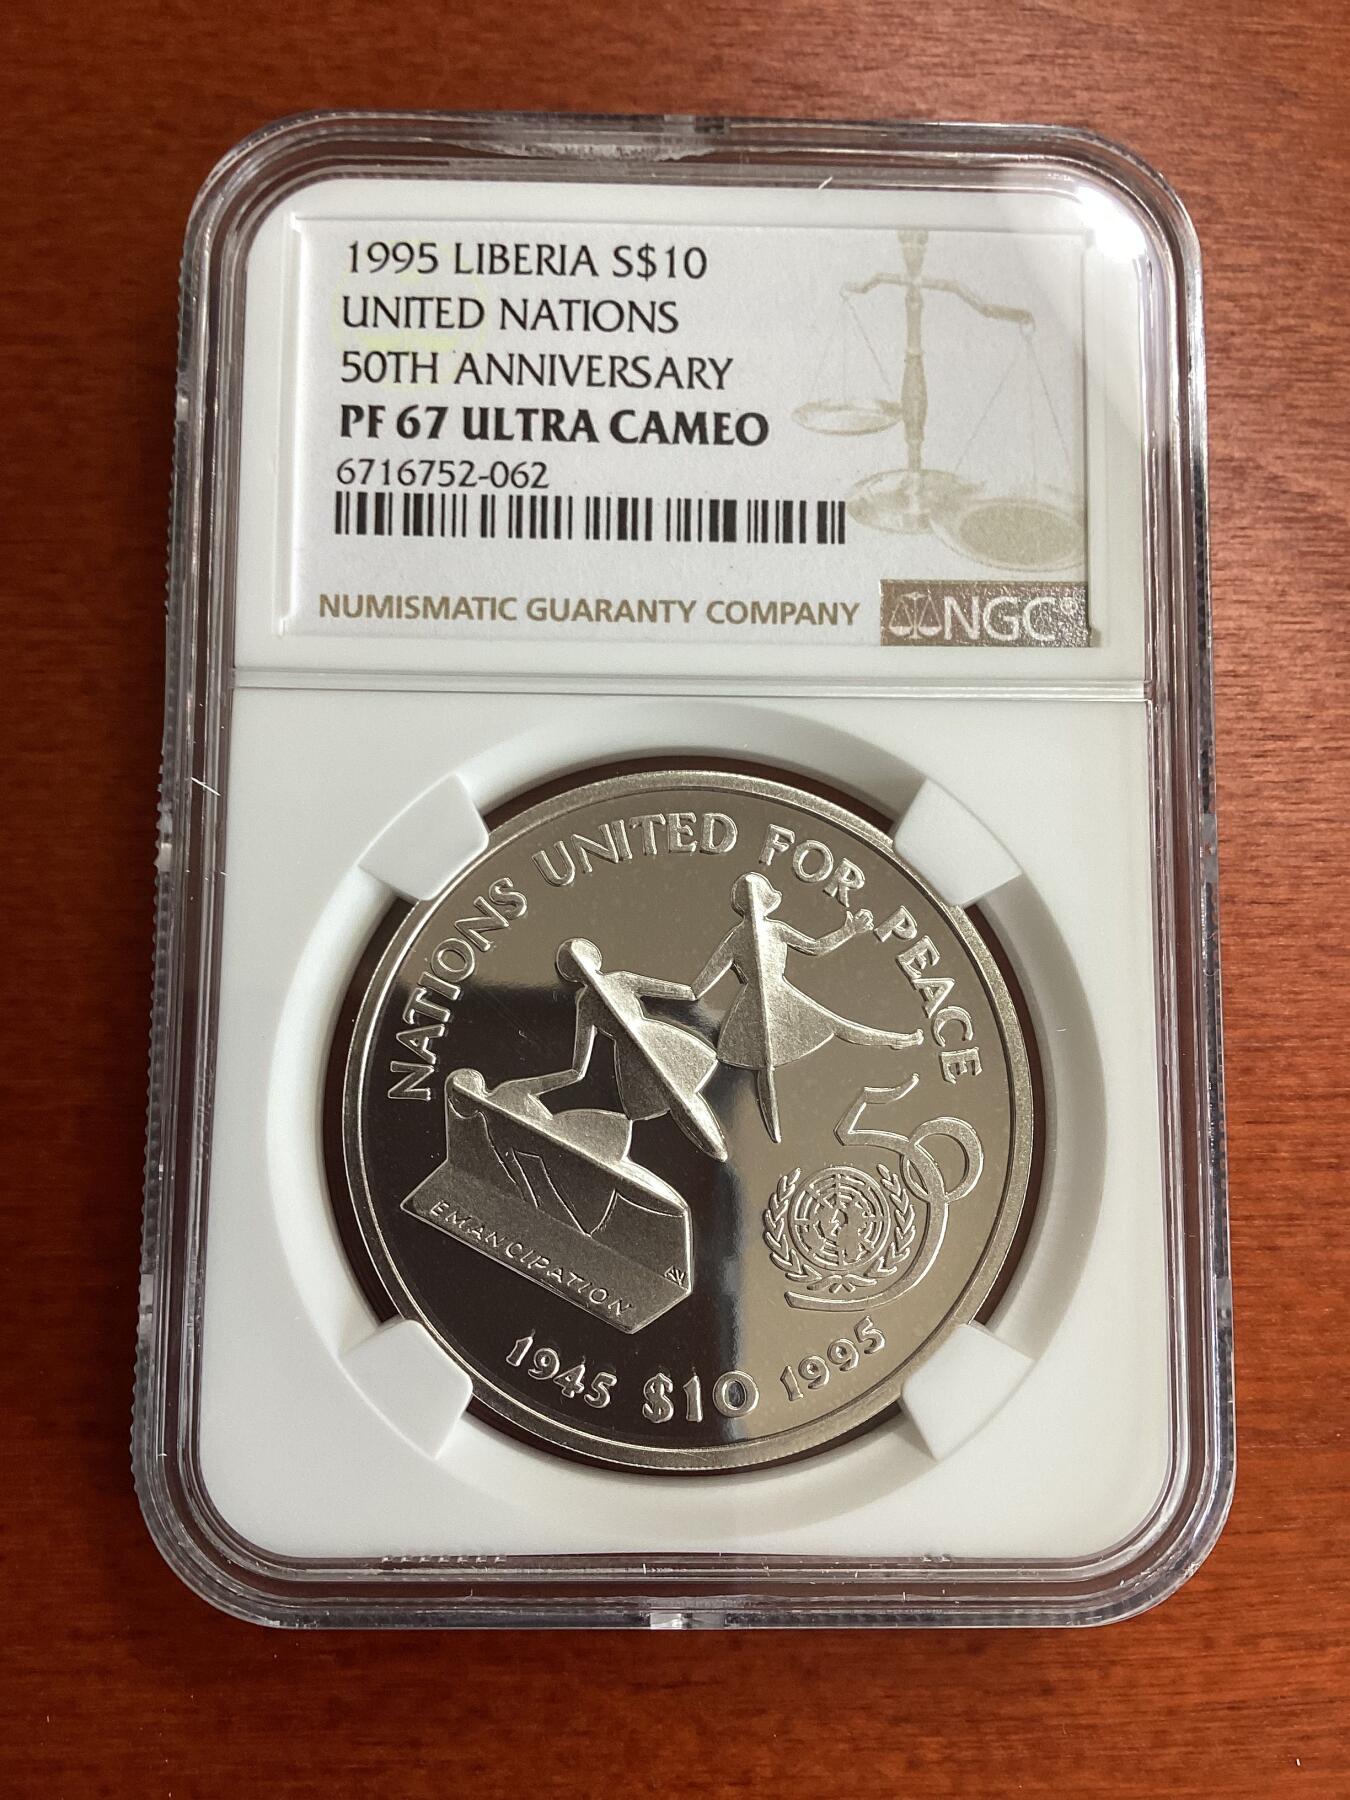 1995 LIBERIA S$10
UNITED NATIONS
50TH ANNIVERSARY
PF 67 ULTRA CAMEO
6716752-062
NUMISMATIC GUARANTY COMPANY
NGC
NATIONS UNITED FOR PEACE
50
EMANCIPATION
1945 $10 1995